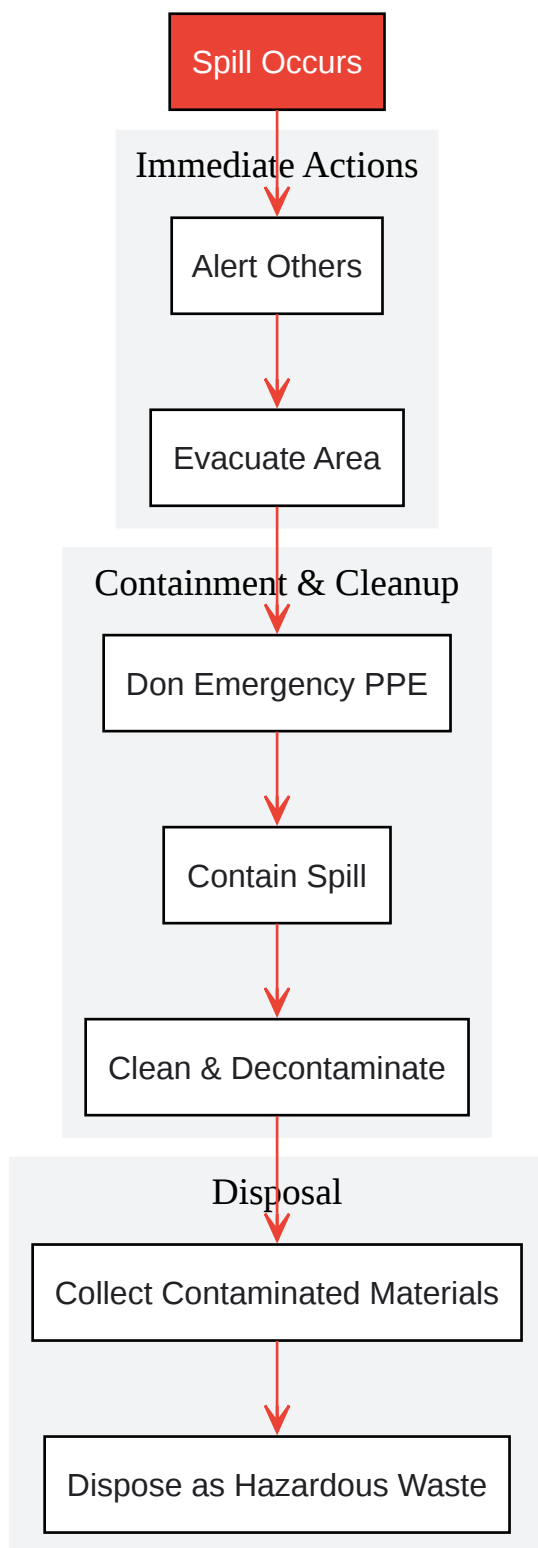 Spill Occurs
Immediate Actions
Alert Others
Evacuate Area
Containment & Cleanup
Don Emergency PPE
Contain Spill
Clean & Decontaminate
Disposal
Collect Contaminated Materials
Dispose as Hazardous Waste